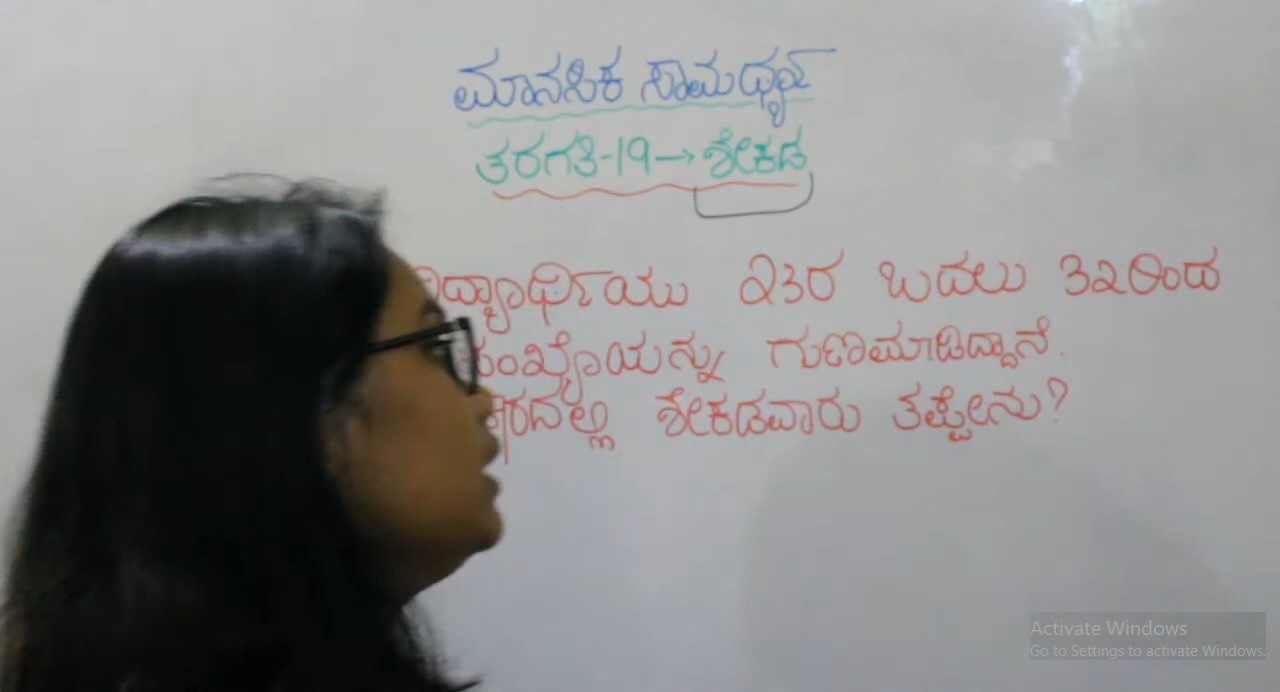 ಮಾನಸಿಕ ಸಾಮರ್ಥ್ಯ
ತರಗತಿ-19→ಶೇಕಡ
ವಿದ್ಯಾರ್ಥಿಯು 23ರ ಬದಲು 32ರಿಂದ
ಸಂಖ್ಯೆಯನ್ನು ಗುಣಮಾಡಿದ್ದಾನೆ.
ಶೇಕಡವಾರು ತಪ್ಪೇನು?
Activate Windows
Go to Settings to activate Windows.